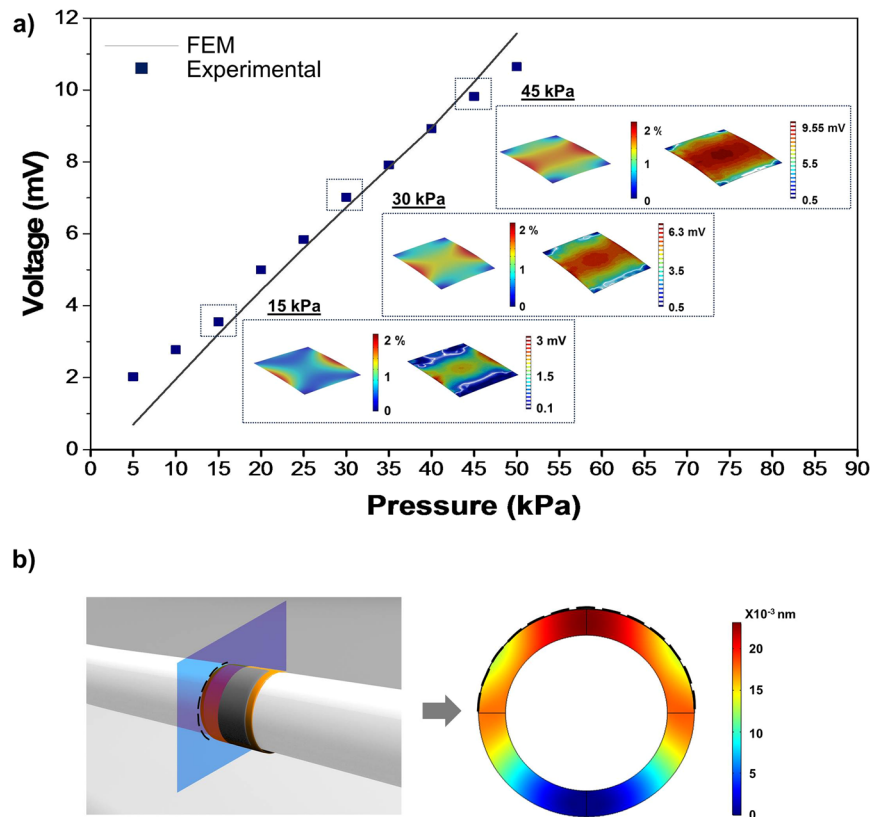 a)
12
10
8
6
4
2
0
Voltage (mV)
FEM
Experimental
45 kPa
2 %
1
0
9.55 mV
5.5
0.5
30 kPa
2 %
1
0
6.3 mV
3.5
0.5
15 kPa
2 %
1
0
3 mV
1.5
0.1
0 5 10 15 20 25 30 35 40 45 50 55 60 65 70 75 80 85 90
Pressure (kPa)
b)
X10⁻³ nm
20
15
10
5
0